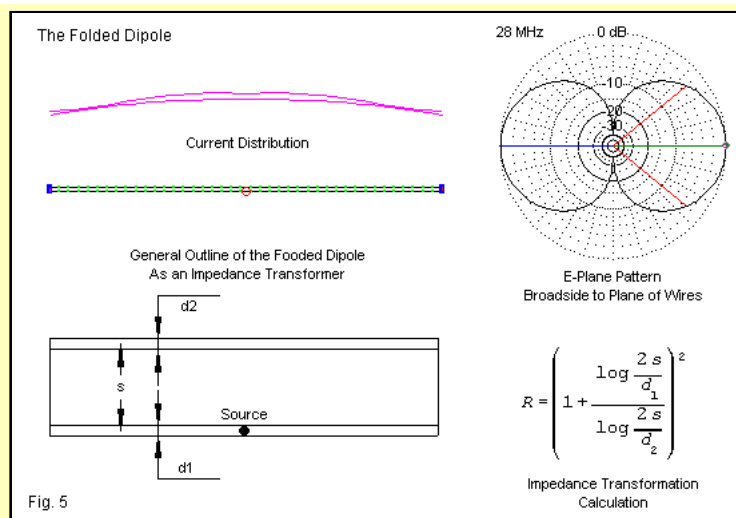 The Folded Dipole
Current Distribution
General Outline of the Fooded Dipole
As an Impedance Transformer
d2
s
Source
d1
Fig. 5
28 MHz
0 dB
-10
-20
-30
E-Plane Pattern
Broadside to Plane of Wires
R = ( 1 + log 2 s / d1 / log 2 s / d2 ) 2
Impedance Transformation
Calculation